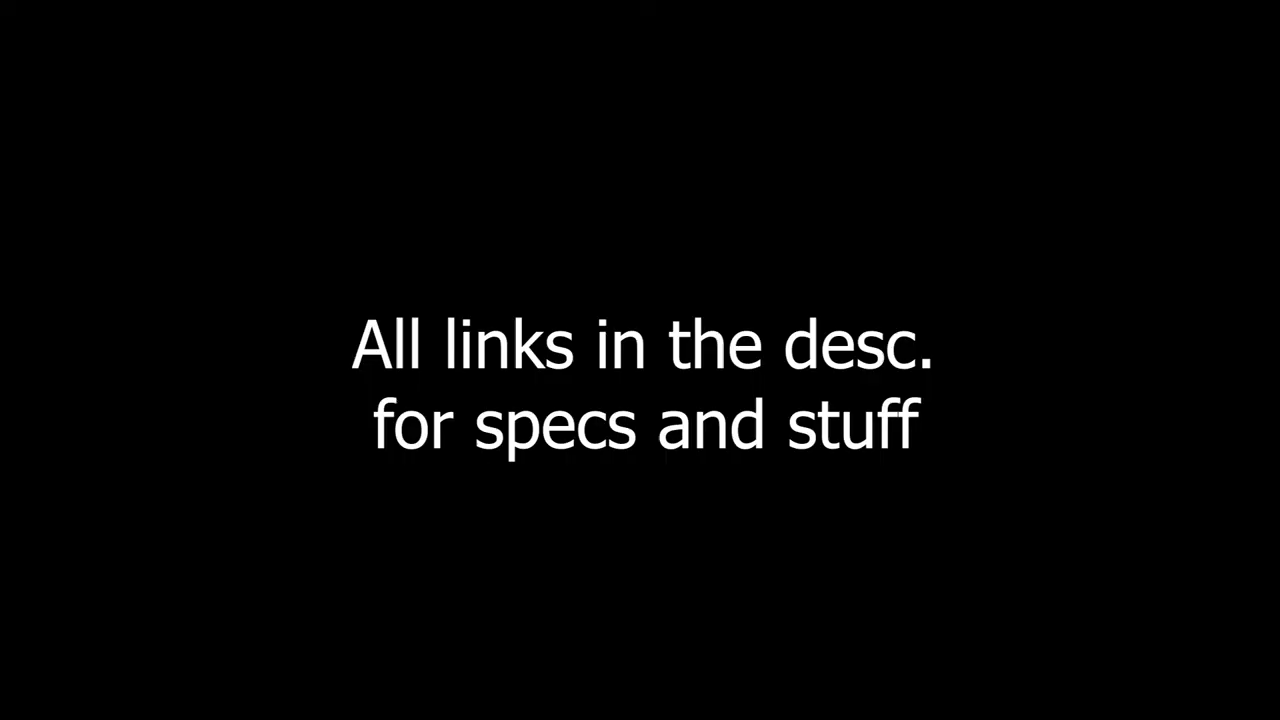 All links in the desc.
for specs and stuff